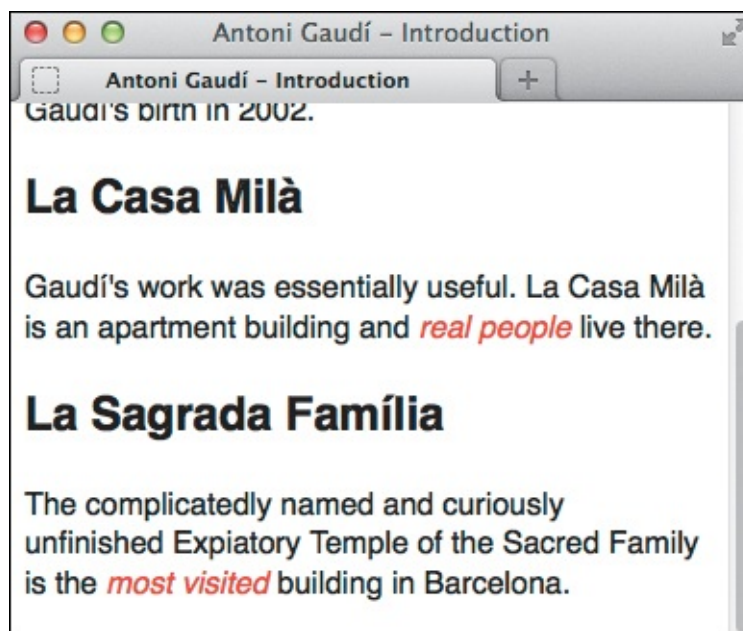 Antoni Gaudí – Introduction
Antoni Gaudí – Introduction
Gaudí's birth in 2002.
La Casa Milà
Gaudí's work was essentially useful. La Casa Milà
is an apartment building and real people live there.
La Sagrada Família
The complicatedly named and curiously
unfinished Expiatory Temple of the Sacred Family
is the most visited building in Barcelona.